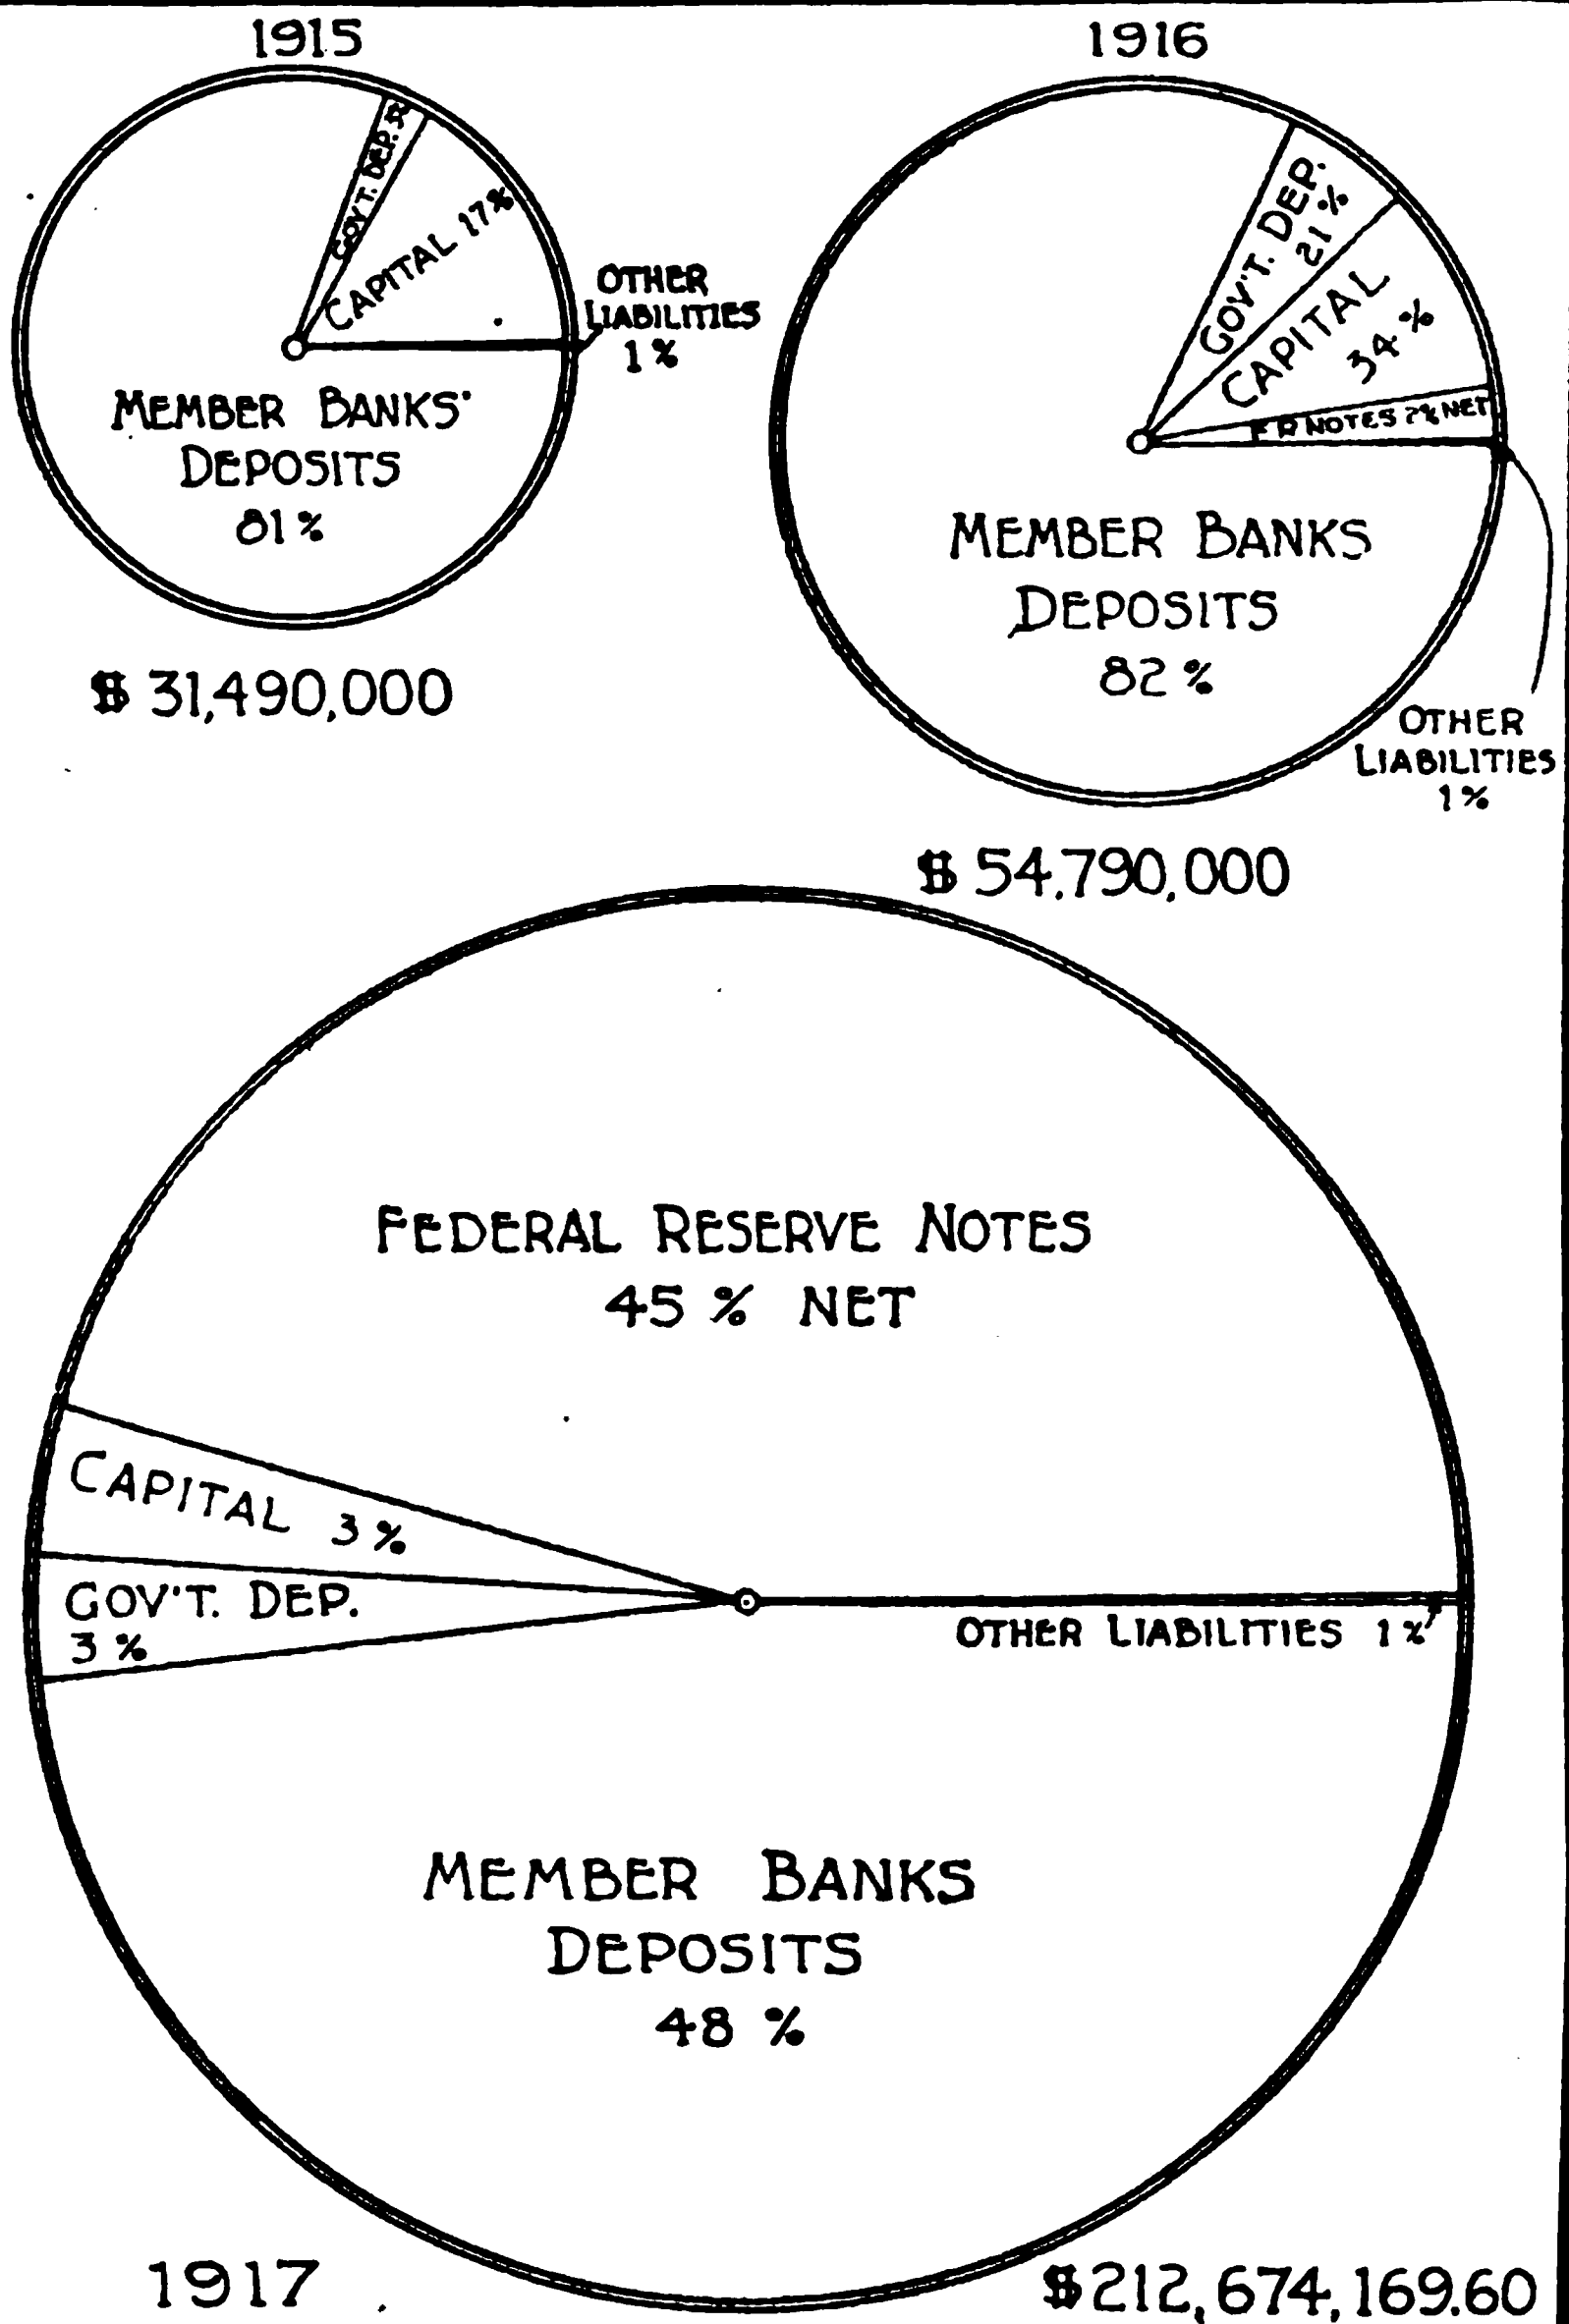 1915
GOV'T. DEP.
CAPITAL 17%
OTHER
LIABILITIES
1%
MEMBER BANKS'
DEPOSITS
81%
$ 31,490,000
1916
GOV'T. DEP.
21%
CAPITAL
34%
F R NOTES 2% NET
MEMBER BANKS
DEPOSITS
82%
OTHER
LIABILITIES
1%
$ 54,790,000
FEDERAL RESERVE NOTES
45 % NET
CAPITAL 3%
GOV'T. DEP.
3%
OTHER LIABILITIES 1%
MEMBER BANKS
DEPOSITS
48 %
1917
$212,674,169.60